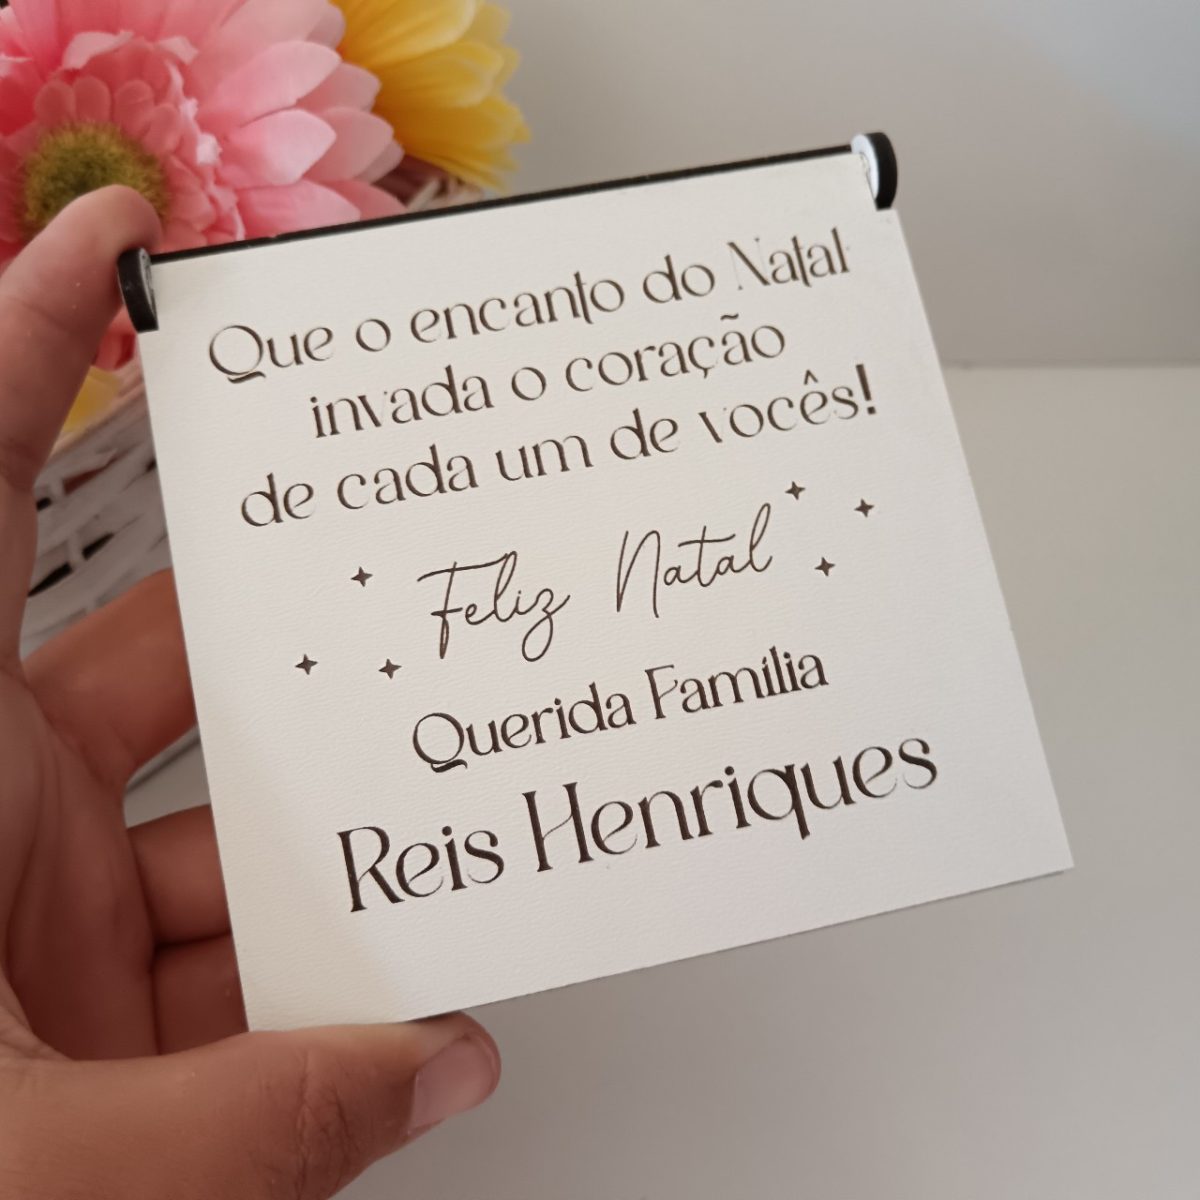 Que o encanto do Natal
invada o coração
de cada um de vocês!
Feliz Natal
Querida Família
Reis Henriques